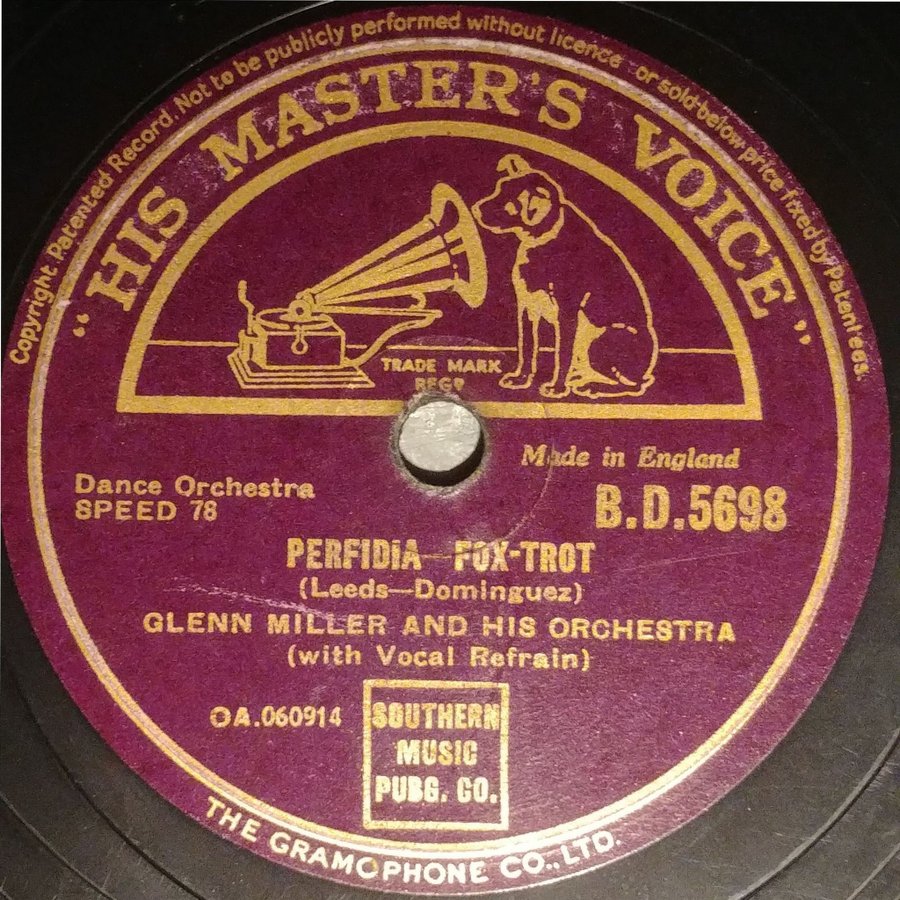 Copyright Patented Record. Not to be publicly performed without licence or sold below price fixed by Patentees.
"HIS MASTER'S VOICE"
TRADE MARK
REGD
Made in England
Dance Orchestra
B.D.5698
SPEED 78
PERFIDIA—FOX-TROT
(Leeds—Dominguez)
GLENN MILLER AND HIS ORCHESTRA
(with Vocal Refrain)
OA.060914
SOUTHERN
MUSIC
PUBG. CO.
THE GRAMOPHONE CO., LTD.